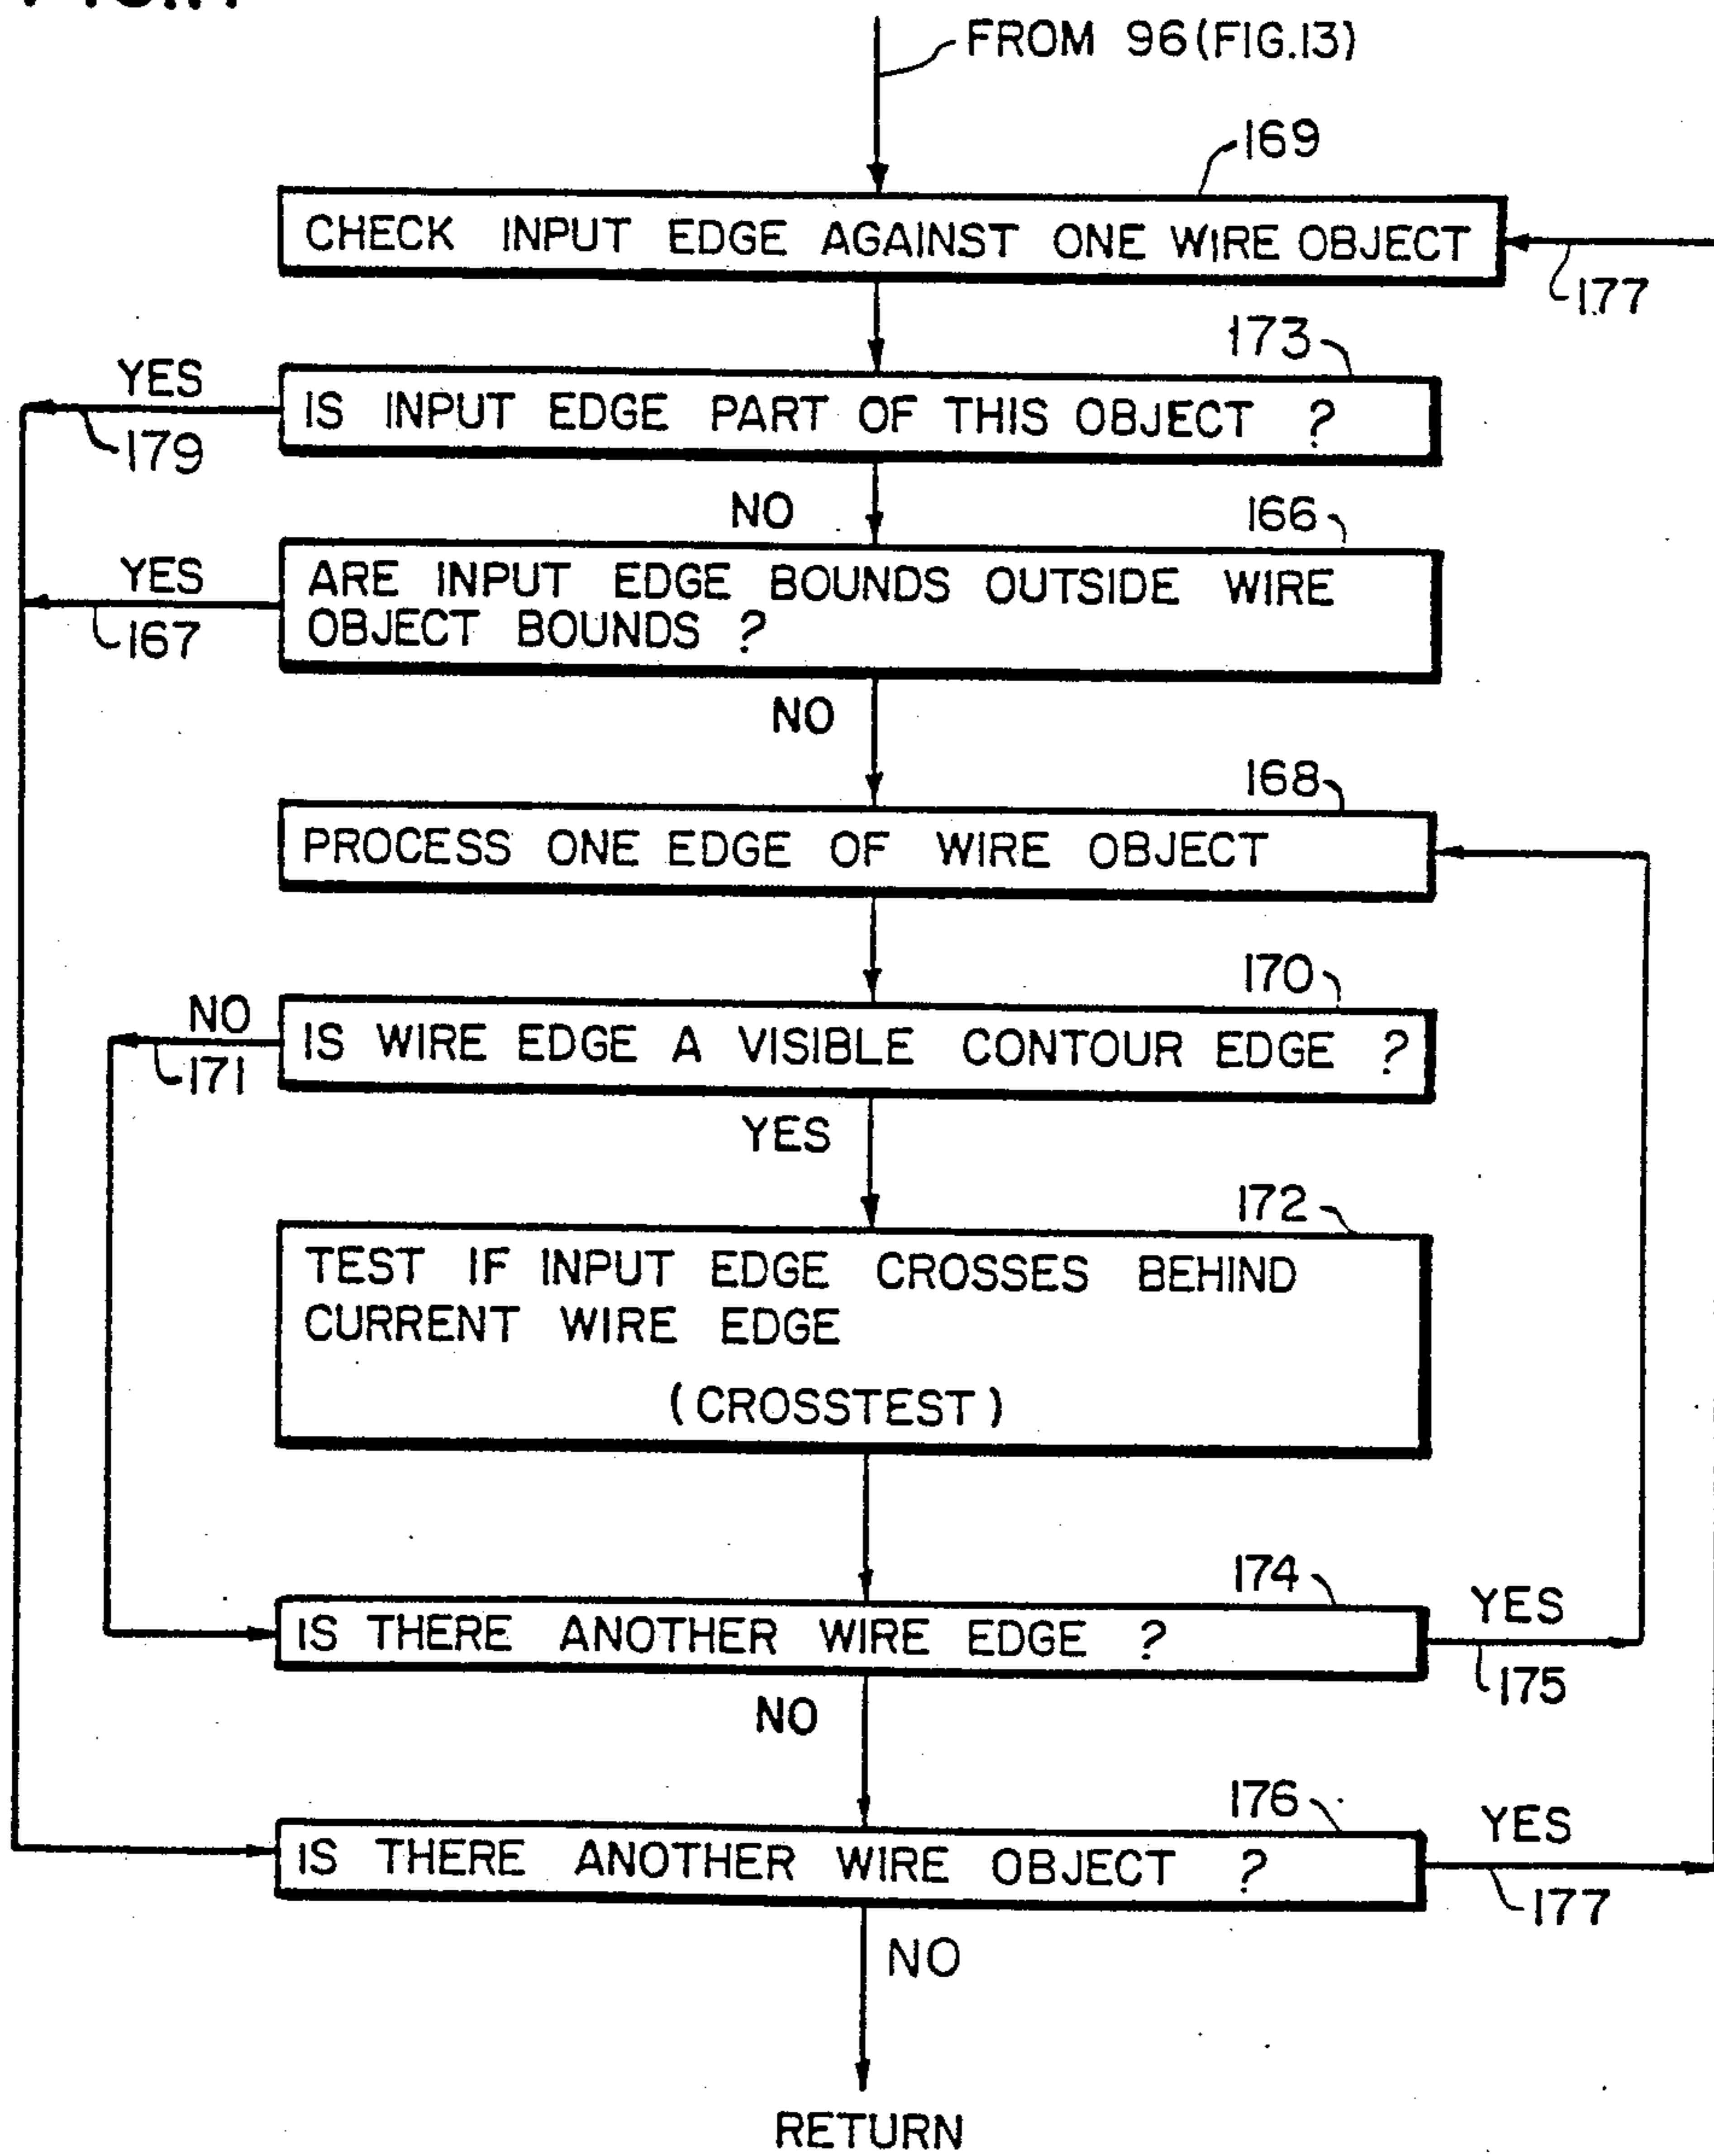 FROM 96 (FIG.13)
169
CHECK INPUT EDGE AGAINST ONE WIRE OBJECT
177
173
YES
IS INPUT EDGE PART OF THIS OBJECT ?
179
NO
166
YES
ARE INPUT EDGE BOUNDS OUTSIDE WIRE
OBJECT BOUNDS ?
167
NO
168
PROCESS ONE EDGE OF WIRE OBJECT
170
NO
IS WIRE EDGE A VISIBLE CONTOUR EDGE ?
171
YES
172
TEST IF INPUT EDGE CROSSES BEHIND
CURRENT WIRE EDGE
(CROSSTEST)
174
YES
IS THERE ANOTHER WIRE EDGE ?
175
NO
176
YES
IS THERE ANOTHER WIRE OBJECT ?
177
NO
RETURN